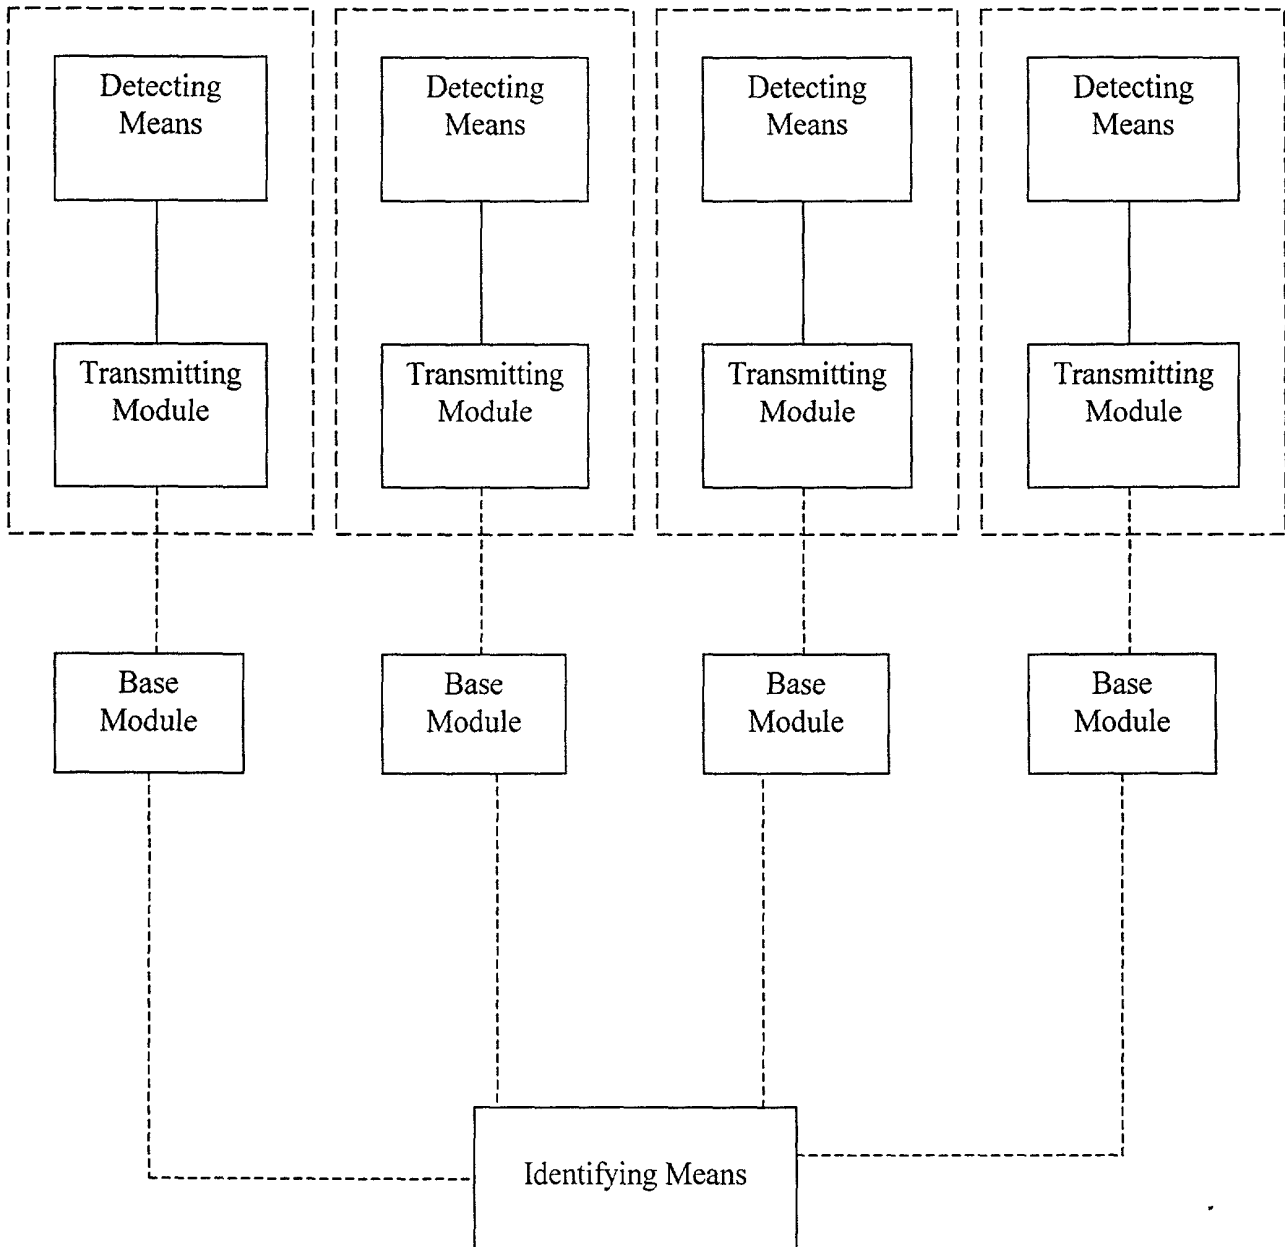 Detecting
Means
Detecting
Means
Detecting
Means
Detecting
Means
Transmitting
Module
Transmitting
Module
Transmitting
Module
Transmitting
Module
Base
Module
Base
Module
Base
Module
Base
Module
Identifying Means